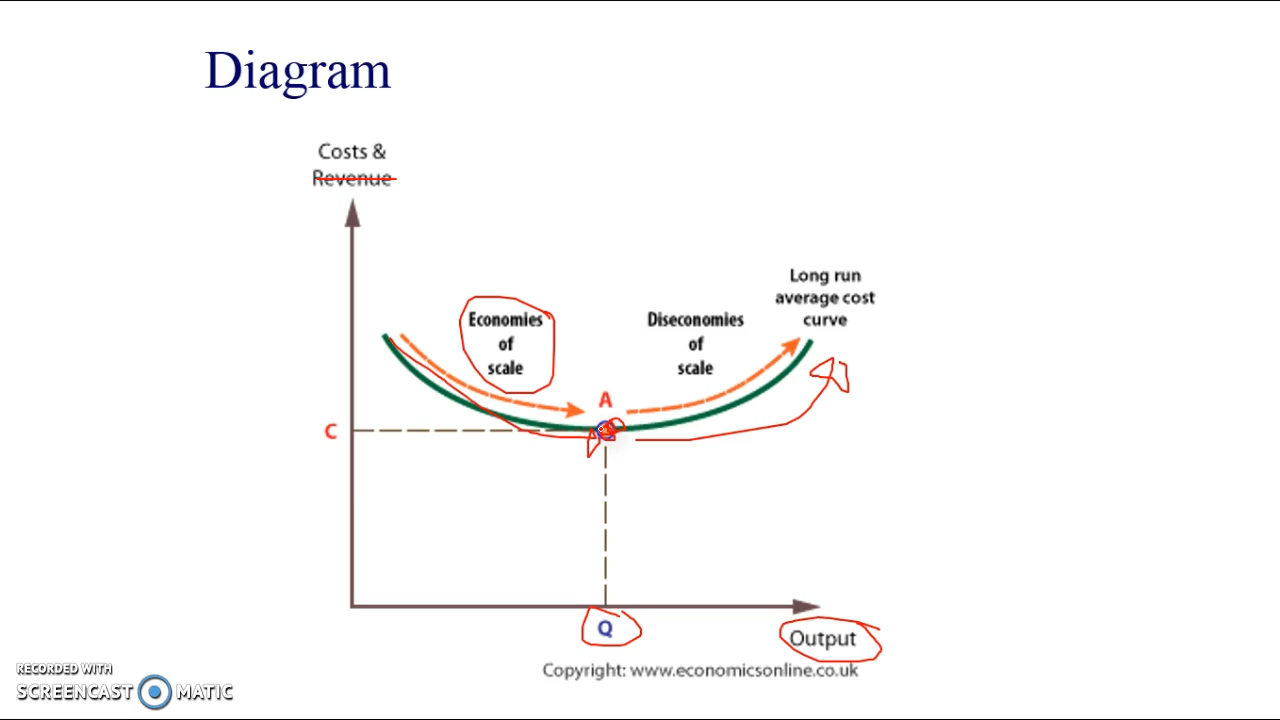 Diagram
Costs &
Revenue
Long run
average cost
curve
Economies
of
scale
Diseconomies
of
scale
A
C
Q
Output
Copyright: www.economicsonline.co.uk
RECORDED WITH
SCREENCAST MATIC